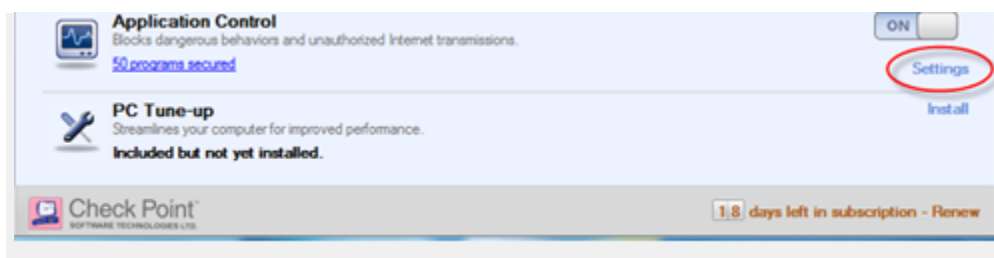 Application Control
Blocks dangerous behaviors and unauthorized Internet transmissions.
ON
50 programs secured
Settings
PC Tune-up
Install
Streamlines your computer for improved performance.
Included but not yet installed.
Check Point™
SOFTWARE TECHNOLOGIES LTD.
18 days left in subscription - Renew